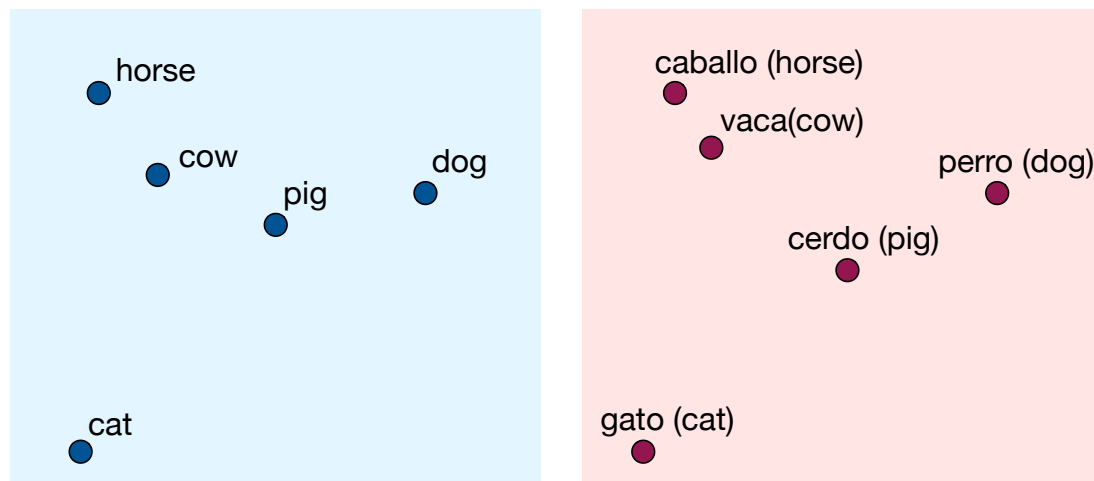 horse
cow
pig
dog
cat
caballo (horse)
vaca(cow)
perro (dog)
cerdo (pig)
gato (cat)